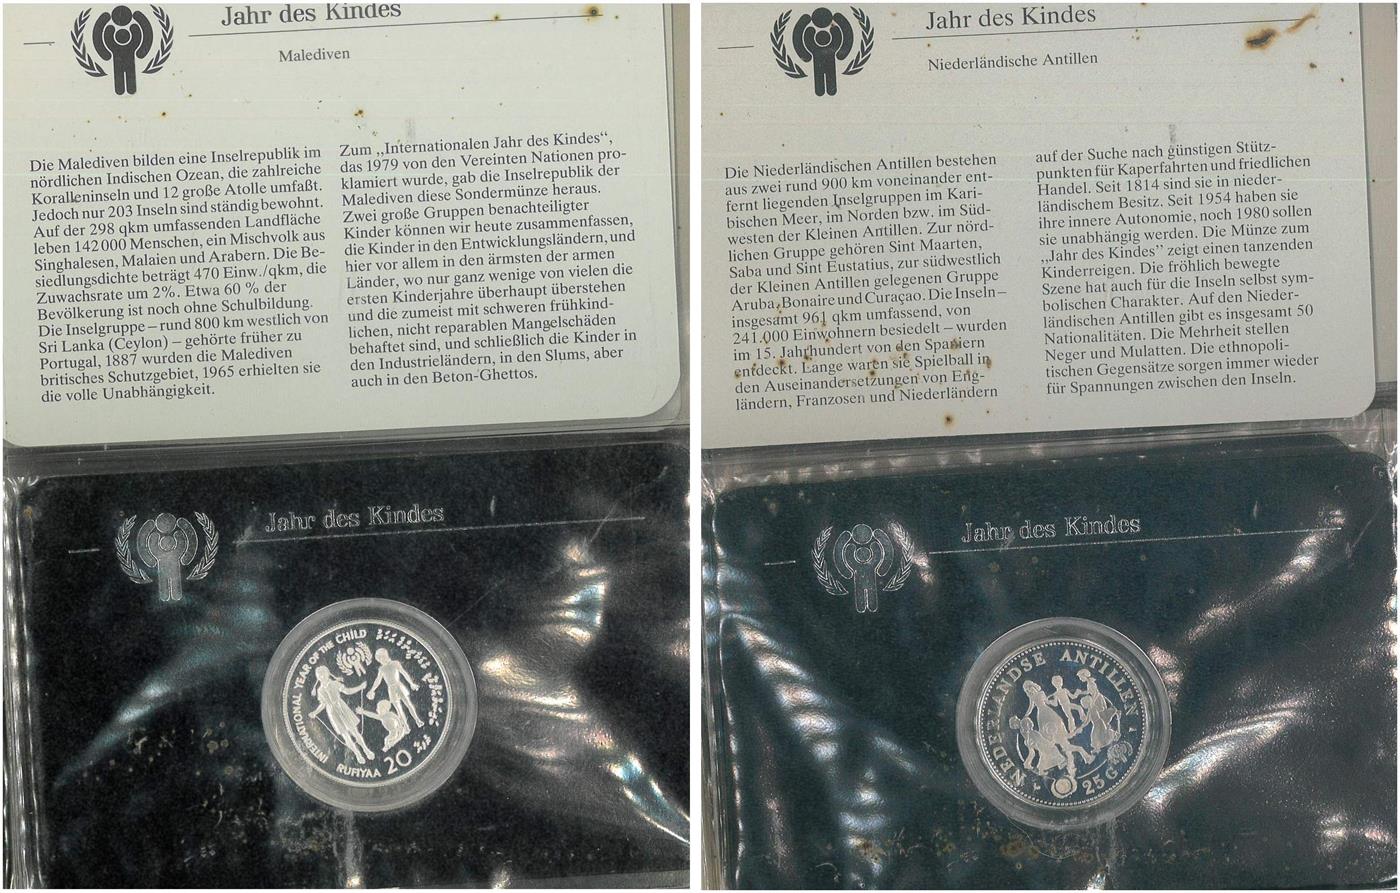 Jahr des Kindes
Malediven
Die Malediven bilden eine Inselrepublik im
nördlichen Indischen Ozean, die zahlreiche
Koralleninseln und 12 große Atolle umfaßt.
Jedoch nur 203 Inseln sind ständig bewohnt.
Auf der 298 qkm umfassenden Landfläche
leben 142 000 Menschen, ein Mischvolk aus
Singhalesen, Malaien und Arabern. Die Be-
siedlungsdichte beträgt 470 Einw./qkm, die
Zuwachsrate um 2%. Etwa 60 % der
Bevölkerung ist noch ohne Schulbildung.
Die Inselgruppe – rund 800 km westlich von
Sri Lanka (Ceylon) – gehörte früher zu
Portugal, 1887 wurden die Malediven
britisches Schutzgebiet, 1965 erhielten sie
die volle Unabhängigkeit.
Zum „Internationalen Jahr des Kindes“,
das 1979 von den Vereinten Nationen pro-
klamiert wurde, gab die Inselrepublik der
Malediven diese Sondermünze heraus.
Zwei große Gruppen benachteiligter
Kinder können wir heute zusammenfassen,
die Kinder in den Entwicklungsländern, und
hier vor allem in den ärmsten der armen
Länder, wo nur ganz wenige von vielen die
ersten Kinderjahre überhaupt überstehen
und die zumeist mit schweren frühkind-
lichen, nicht reparablen Mangelschäden
behaftet sind, und schließlich die Kinder in
den Industrieländern, in den Slums, aber
auch in den Beton-Ghettos.
Jahr des Kindes
INTERNATIONAL YEAR OF THE CHILD
RUFIYAA 20
Jahr des Kindes
Niederländische Antillen
Die Niederländischen Antillen bestehen
aus zwei rund 900 km voneinander ent-
fernt liegenden Inselgruppen im Kari-
bischen Meer, im Norden bzw. im Süd-
westen der Kleinen Antillen. Zur nörd-
lichen Gruppe gehören Sint Maarten,
Saba und Sint Eustatius, zur südwestlich
der Kleinen Antillen gelegenen Gruppe
Aruba, Bonaire und Curaçao. Die Inseln –
insgesamt 961 qkm umfassend, von
241.000 Einwohnern besiedelt – wurden
im 15. Jahrhundert von den Spaniern
entdeckt. Lange waren sie Spielball in
den Auseinandersetzungen von Eng-
ländern, Franzosen und Niederländern
auf der Suche nach günstigen Stütz-
punkten für Kaperfahrten und friedlichen
Handel. Seit 1814 sind sie in nieder-
ländischem Besitz. Seit 1954 haben sie
ihre innere Autonomie, noch 1980 sollen
sie unabhängig werden. Die Münze zum
„Jahr des Kindes” zeigt einen tanzenden
Kinderreigen. Die fröhlich bewegte
Szene hat auch für die Inseln selbst sym-
bolischen Charakter. Auf den Nieder-
ländischen Antillen gibt es insgesamt 50
Nationalitäten. Die Mehrheit stellen
Neger und Mulatten. Die ethnopoli-
tischen Gegensätze sorgen immer wieder
für Spannungen zwischen den Inseln.
Jahr des Kindes
NEDERLANDSE ANTILLEN
25 G